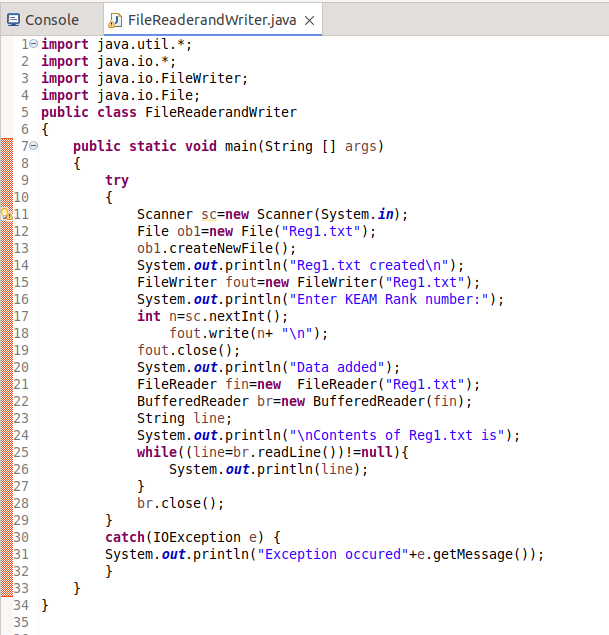 Console FileReaderandWriter.java
1 import java.util.*;
2 import java.io.*;
3 import java.io.FileWriter;
4 import java.io.File;
5 public class FileReaderandWriter
6 {
7     public static void main(String [] args)
8     {
9         try
10         {
11             Scanner sc=new Scanner(System.in);
12             File ob1=new File("Reg1.txt");
13             ob1.createNewFile();
14             System.out.println("Reg1.txt created\n");
15             FileWriter fout=new FileWriter("Reg1.txt");
16             System.out.println("Enter KEAM Rank number:");
17             int n=sc.nextInt();
18                 fout.write(n+ "\n");
19             fout.close();
20             System.out.println("Data added");
21             FileReader fin=new  FileReader("Reg1.txt");
22             BufferedReader br=new BufferedReader(fin);
23             String line;
24             System.out.println("\nContents of Reg1.txt is");
25             while((line=br.readLine())!=null){
26                 System.out.println(line);
27             }
28             br.close();
29         }
30         catch(IOException e) {
31         System.out.println("Exception occured"+e.getMessage());
32         }
33     }
34 }
35